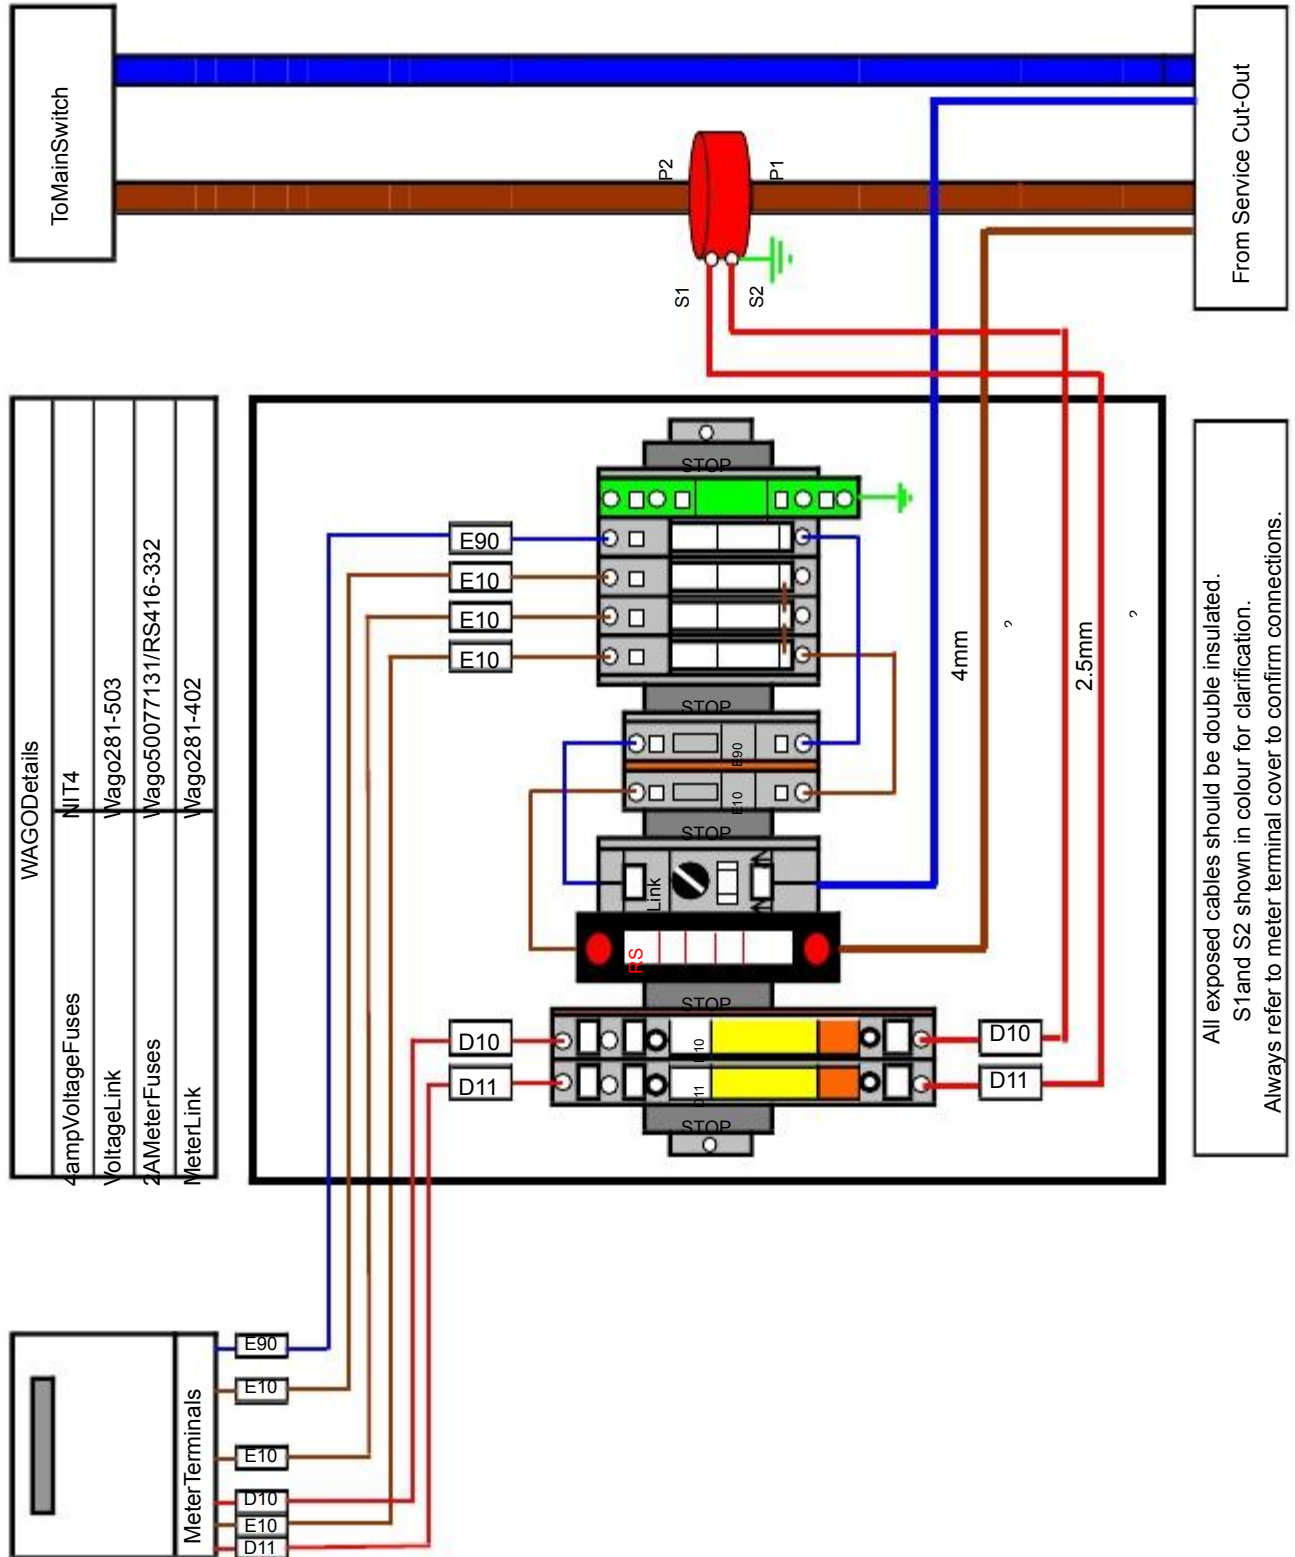 ToMainSwitch
From Service Cut-Out
P2
P1
S1
S2
WAGODetails
4ampVoltageFuses NIT4
VoltageLink Wago281-503
2AMeterFuses Wago50077131/RS416-332
MeterLink Wago281-402
STOP
E90
E10
E10
E10
STOP
E90
E10
STOP
Link
RS
STOP
D10
D10
D10
D11
D11
D11
STOP
4mm
?
2.5mm
?
All exposed cables should be double insulated.
S1and S2 shown in colour for clarification.
Always refer to meter terminal cover to confirm connections.
MeterTerminals
E90
E10
E10
D10
E10
D11